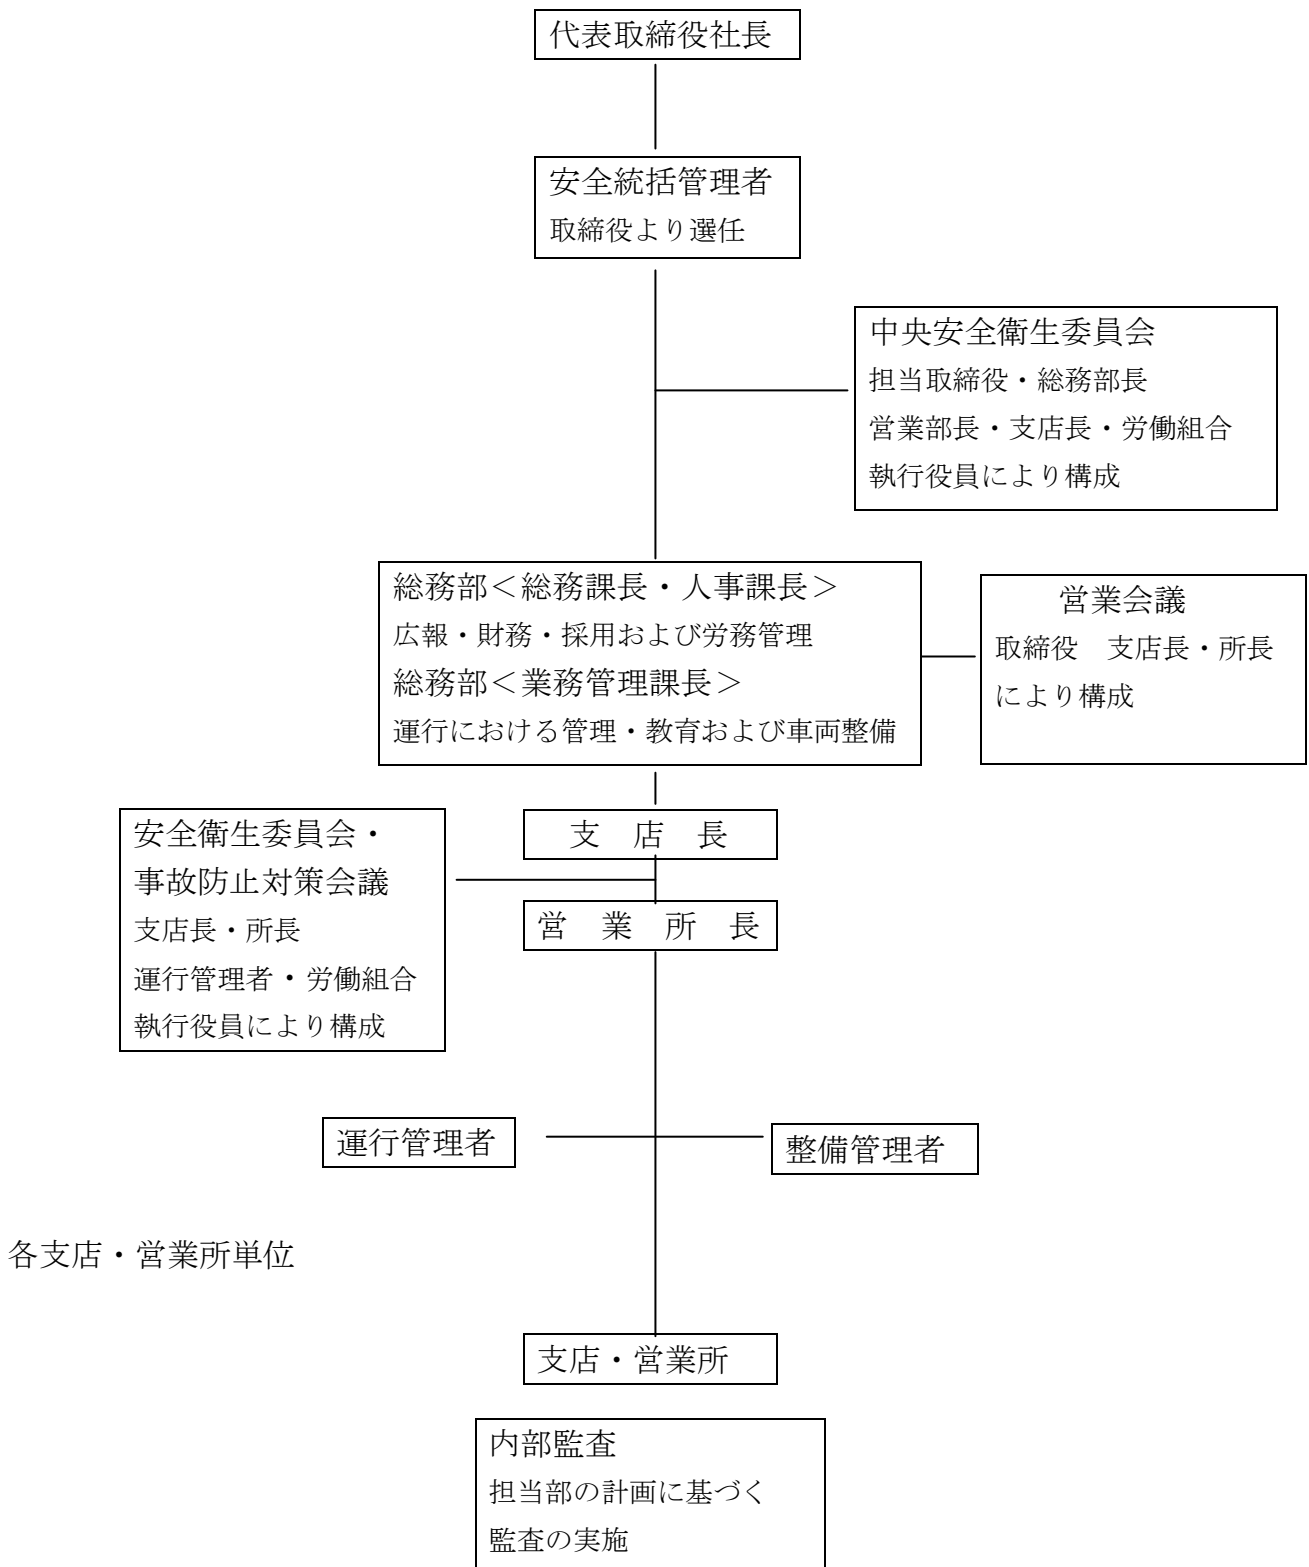 代表取締役社長
安全統括管理者
取締役より選任
中央安全衛生委員会
担当取締役・総務部長
営業部長・支店長・労働組合
執行役員により構成
総務部＜総務課長・人事課長＞
広報・財務・採用および労務管理
総務部＜業務管理課長＞
運行における管理・教育および車両整備
営業会議
取締役　支店長・所長
により構成
支　店　長
安全衛生委員会・
事故防止対策会議
支店長・所長
運行管理者・労働組合
執行役員により構成
営　業　所　長
運行管理者
整備管理者
各支店・営業所単位
支店・営業所
内部監査
担当部の計画に基づく
監査の実施